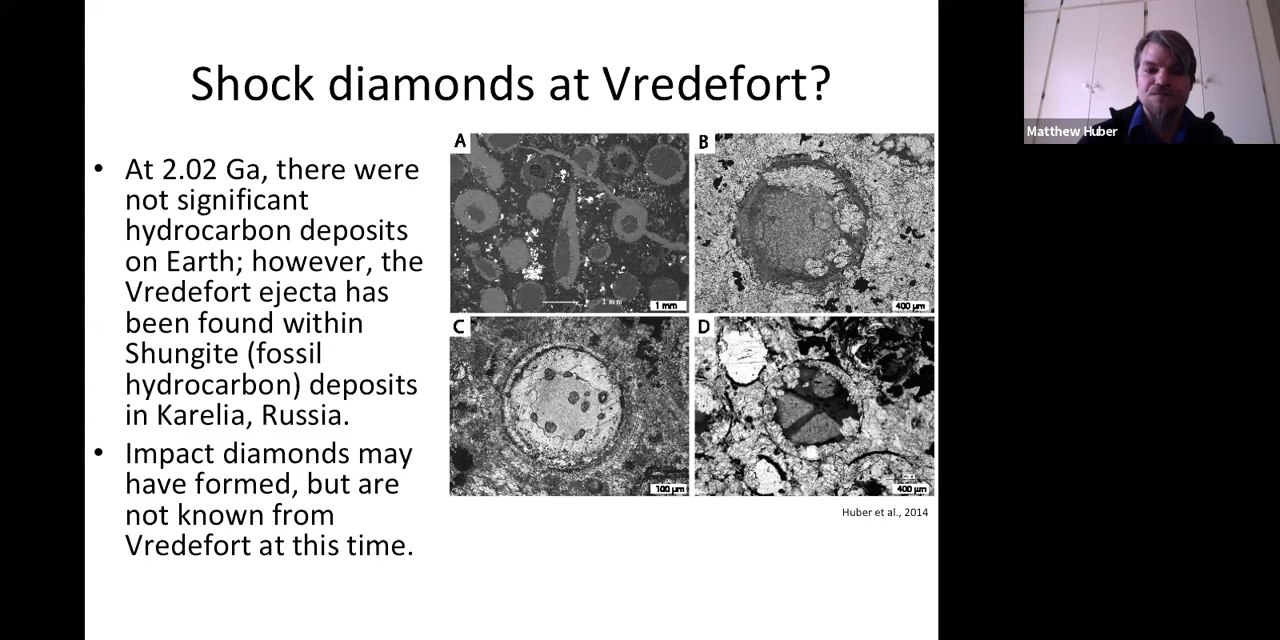 Shock diamonds at Vredefort?
• At 2.02 Ga, there were
not significant
hydrocarbon deposits
on Earth; however, the
Vredefort ejecta has
been found within
Shungite (fossil
hydrocarbon) deposits
in Karelia, Russia.
• Impact diamonds may
have formed, but are
not known from
Vredefort at this time.
A
1 mm
1 mm
B
400 µm
C
100 µm
D
400 µm
Huber et al., 2014
Matthew Huber